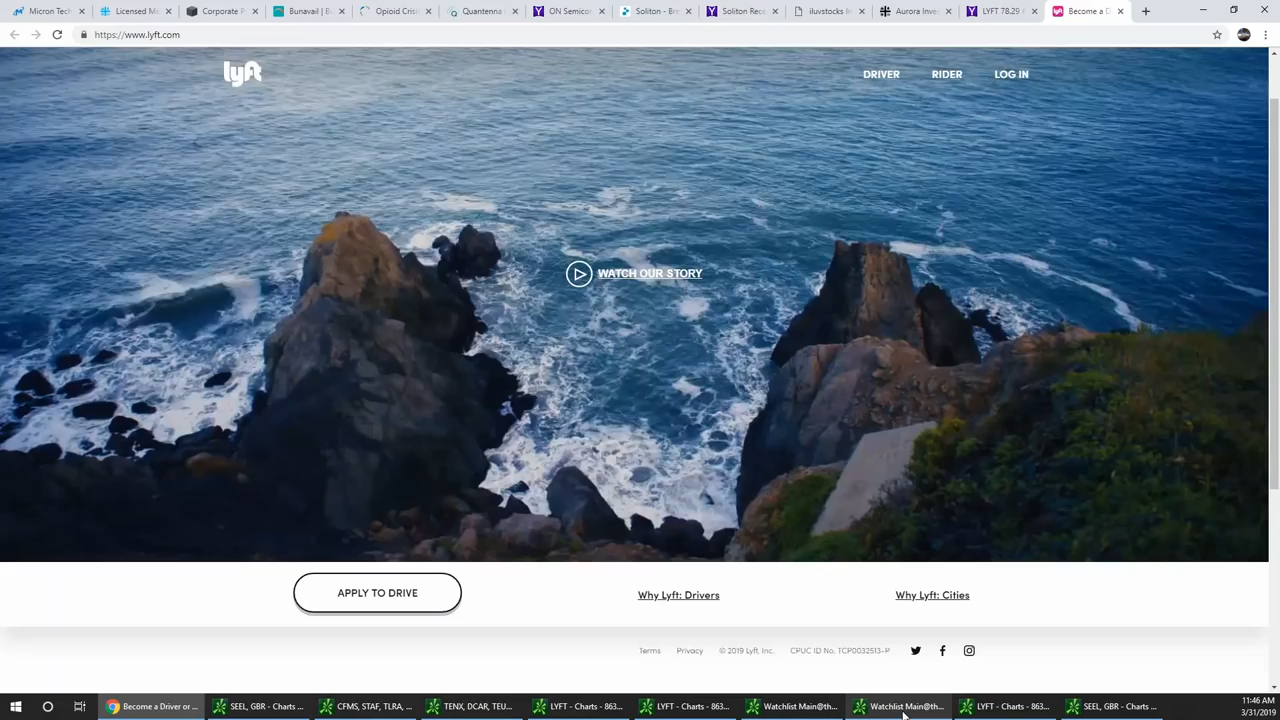 Micron Tech
Licensed M
Corporate P
Bunavail | Bu
Opioid Crisi
Quantenna
ON Semico
Soliton - Bre
Soliton Rece
iluvstocks In
Aurora Inve
LYFT 78.29
Become a D
https://www.lyft.com
lyft
DRIVER
RIDER
LOG IN
WATCH OUR STORY
APPLY TO DRIVE
Why Lyft: Drivers
Why Lyft: Cities
Terms
Privacy
© 2019 Lyft, Inc.
CPUC ID No. TCP0032513-P
Become a Driver or ...
SEEL, GBR - Charts ...
CFMS, STAF, TLRA, ...
TENX, DCAR, TEU...
LYFT - Charts - 863...
LYFT - Charts - 863...
Watchlist Main@th...
Watchlist Main@th...
LYFT - Charts - 863...
SEEL, GBR - Charts ...
11:46 AM
3/31/2019